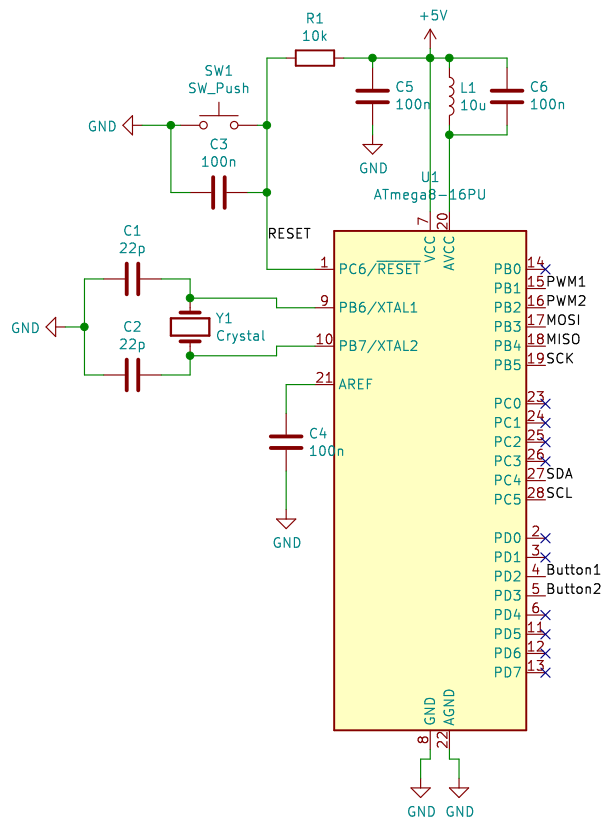 +5V
R1
10k
SW1
SW_Push
C5
100n
L1
10u
C6
100n
GND
C3
100n
GND
U1
ATmega8-16PU
RESET
7
20
VCC
AVCC
C1
22p
1
PC6/RESET
PB0
14
PB1
15
PWM1
9
PB6/XTAL1
PB2
16
PWM2
GND
Y1
Crystal
PB3
17
MOSI
C2
22p
10
PB7/XTAL2
PB4
18
MISO
PB5
19
SCK
21
AREF
PC0
23
PC1
24
C4
100n
PC2
25
PC3
26
PC4
27
SDA
PC5
28
SCL
GND
PD0
2
PD1
3
PD2
4
Button1
PD3
5
Button2
PD4
6
PD5
11
PD6
12
PD7
13
GND
AGND
8
22
GND
GND